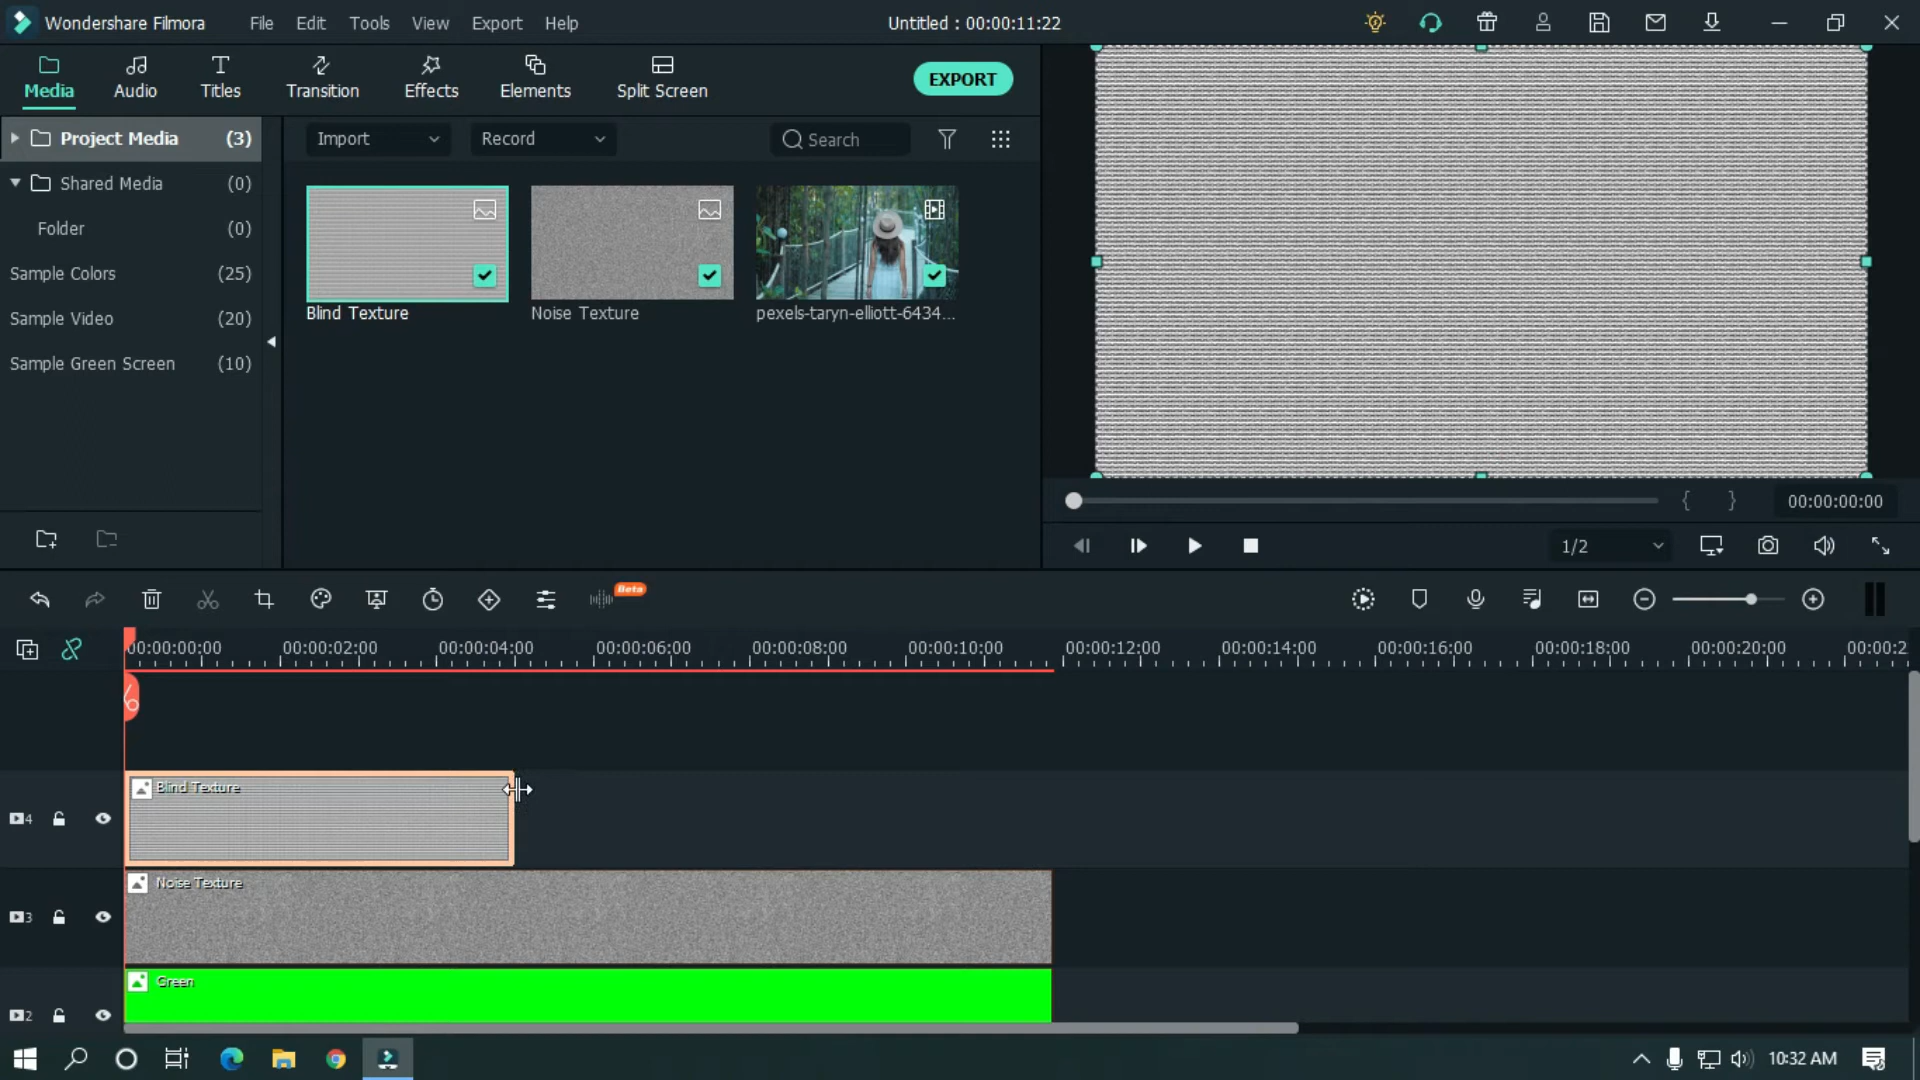 Wondershare Filmora
File Edit Tools View Export Help
Untitled : 00:00:11:22
Media Audio Titles Transition Effects Elements Split Screen
EXPORT
Project Media (3)
Shared Media (0)
Folder (0)
Sample Colors (25)
Sample Video (20)
Sample Green Screen (10)
Import Record Search
Blind Texture Noise Texture pexels-taryn-elliott-6434...
{ } 00:00:00:00
1/2
Beta
00:00:00:00 00:00:02:00 00:00:04:00 00:00:06:00 00:00:08:00 00:00:10:00 00:00:12:00 00:00:14:00 00:00:16:00 00:00:18:00 00:00:20:00 00:00:2
Blind Texture
4
Noise Texture
3
Green
2
10:32 AM